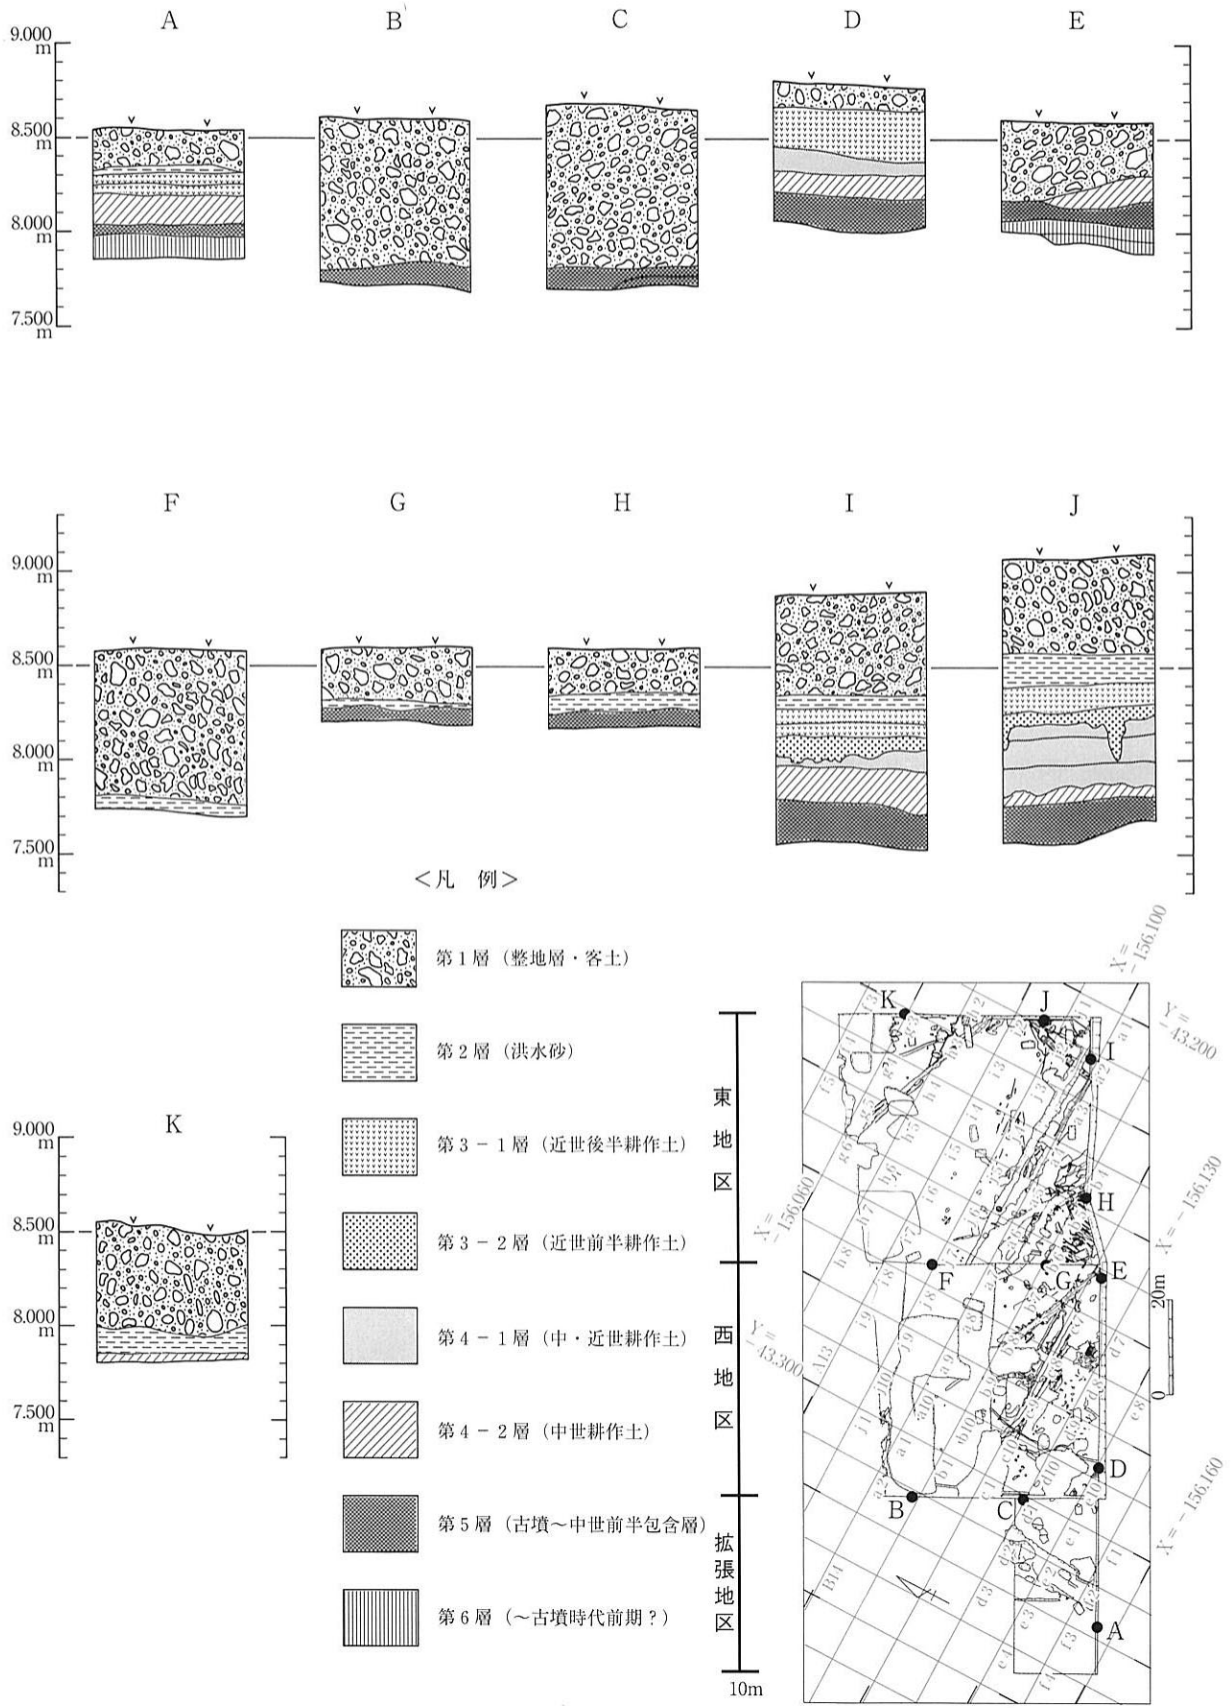 A B C D E
9.000
m
8.500
8.000
7.500
m
F G H I J
9.000
m
8.500
8.000
7.500
m
<凡 例>
第1層 (整地層・客土)
第2層 (洪水砂)
第3-1層 (近世後半耕作土)
第3-2層 (近世前半耕作土)
第4-1層 (中・近世耕作土)
第4-2層 (中世耕作土)
第5層 (古墳~中世前半包含層)
第6層 (~古墳時代前期?)
K
9.000
m
8.500
8.000
7.500
m
東地区
西地区
拡張地区
10m
K
J
I
H
F
G
E
D
B
C
A
X=
-156.100
Y=
-43.200
X=
-156.060
X=-156.130
Y=
-43.300
X=-156.160
20m
0
A13
B14